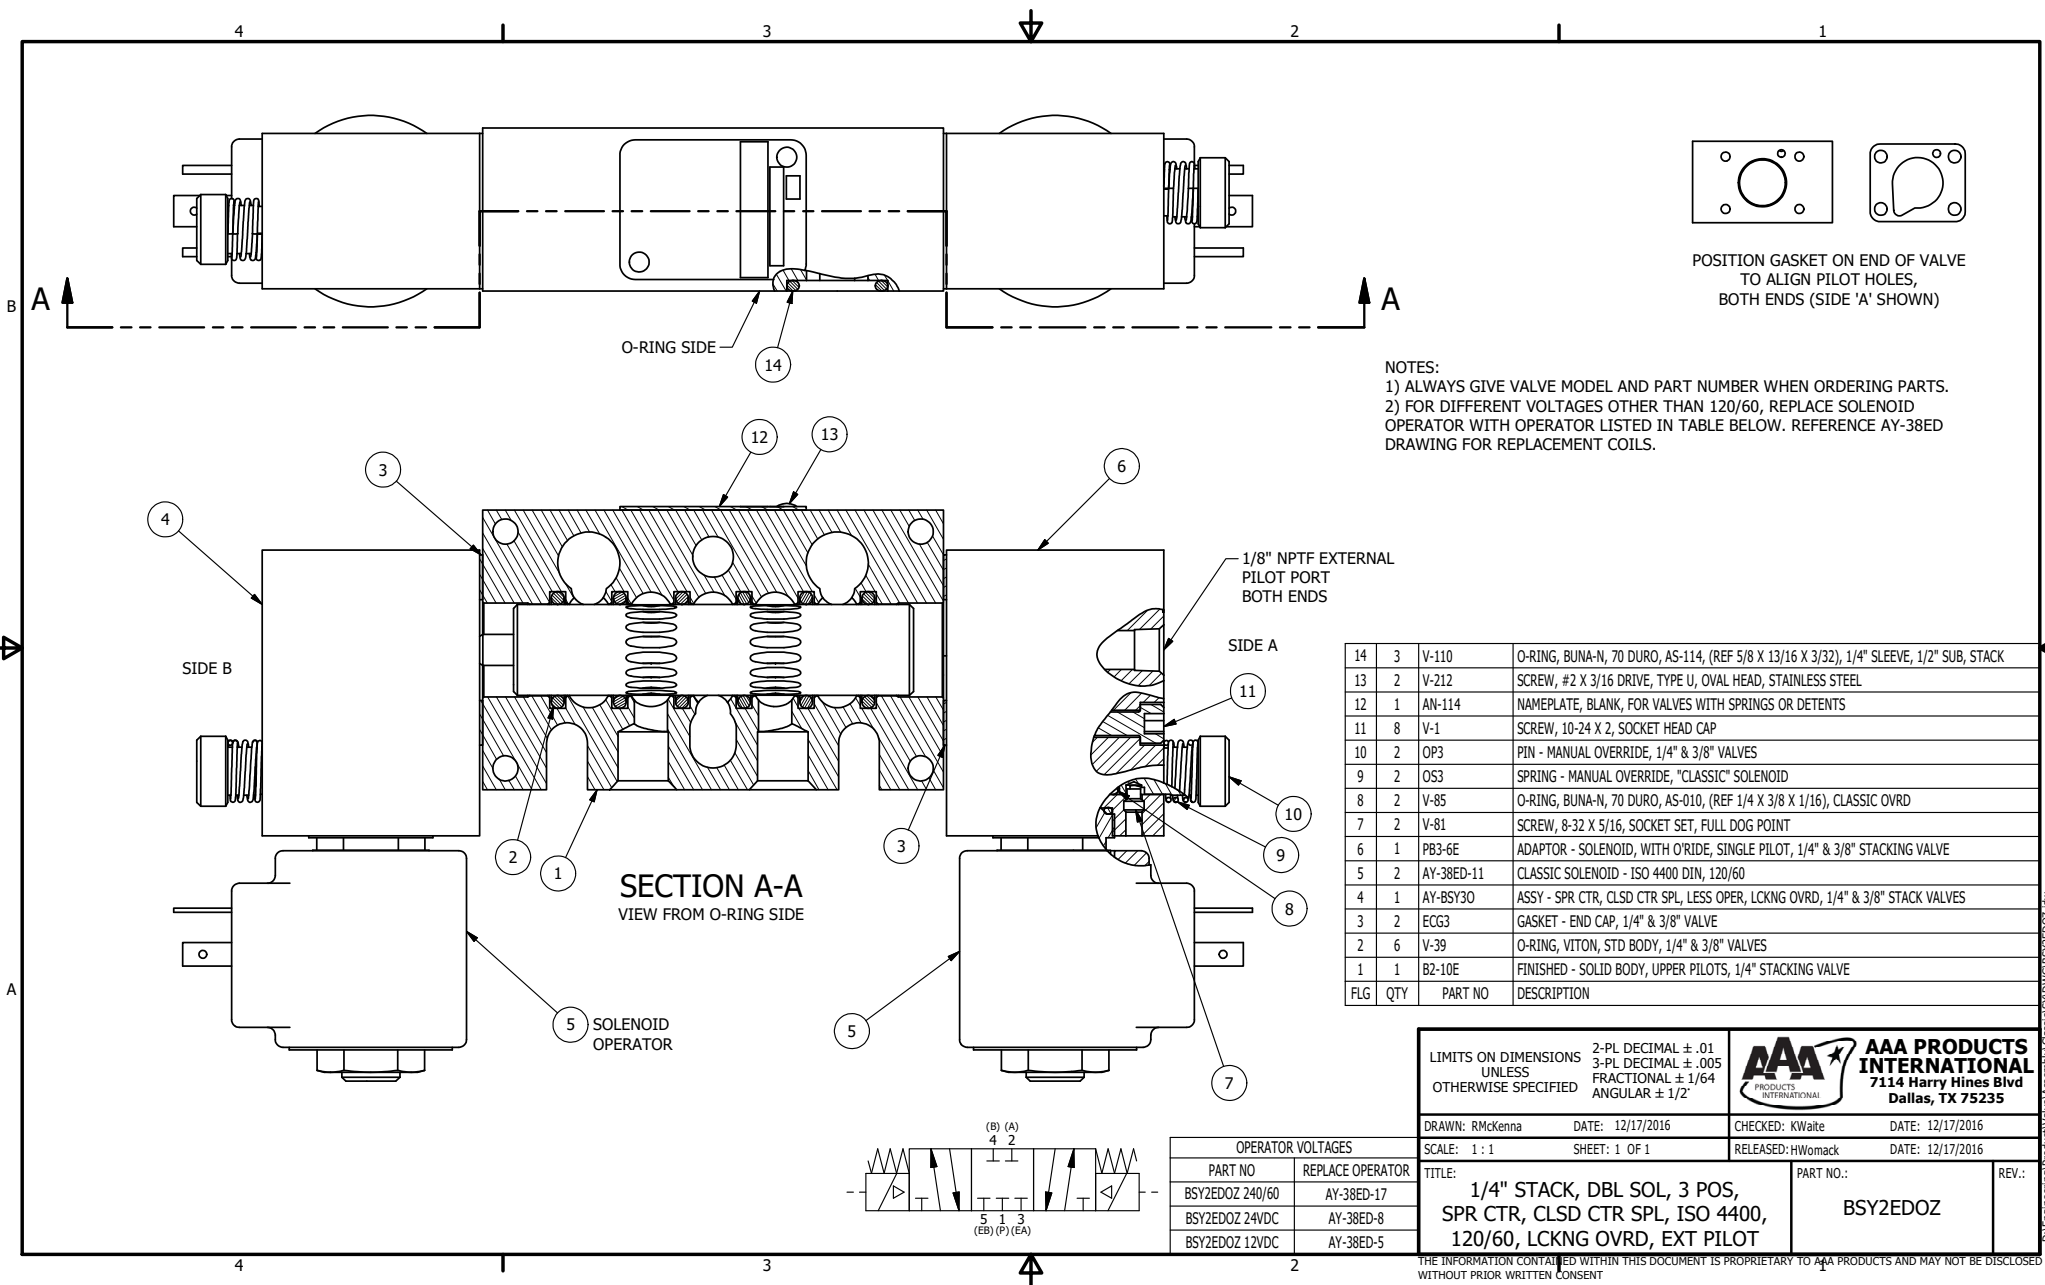 4 3 2 1
B
A
A
A
O-RING SIDE
14
POSITION GASKET ON END OF VALVE
TO ALIGN PILOT HOLES,
BOTH ENDS (SIDE 'A' SHOWN)
NOTES:
1) ALWAYS GIVE VALVE MODEL AND PART NUMBER WHEN ORDERING PARTS.
2) FOR DIFFERENT VOLTAGES OTHER THAN 120/60, REPLACE SOLENOID
OPERATOR WITH OPERATOR LISTED IN TABLE BELOW. REFERENCE AY-38ED
DRAWING FOR REPLACEMENT COILS.
12
13
3
6
4
1/8" NPTF EXTERNAL
PILOT PORT
BOTH ENDS
SIDE A
SIDE B
11
10
9
8
7
3
2
1
SECTION A-A
VIEW FROM O-RING SIDE
5 SOLENOID
OPERATOR
5
14 3 V-110 O-RING, BUNA-N, 70 DURO, AS-114, (REF 5/8 X 13/16 X 3/32), 1/4" SLEEVE, 1/2" SUB, STACK
13 2 V-212 SCREW, #2 X 3/16 DRIVE, TYPE U, OVAL HEAD, STAINLESS STEEL
12 1 AN-114 NAMEPLATE, BLANK, FOR VALVES WITH SPRINGS OR DETENTS
11 8 V-1 SCREW, 10-24 X 2, SOCKET HEAD CAP
10 2 OP3 PIN - MANUAL OVERRIDE, 1/4" & 3/8" VALVES
9 2 OS3 SPRING - MANUAL OVERRIDE, "CLASSIC" SOLENOID
8 2 V-85 O-RING, BUNA-N, 70 DURO, AS-010, (REF 1/4 X 3/8 X 1/16), CLASSIC OVRD
7 2 V-81 SCREW, 8-32 X 5/16, SOCKET SET, FULL DOG POINT
6 1 PB3-6E ADAPTOR - SOLENOID, WITH O'RIDE, SINGLE PILOT, 1/4" & 3/8" STACKING VALVE
5 2 AY-38ED-11 CLASSIC SOLENOID - ISO 4400 DIN, 120/60
4 1 AY-BSY3O ASSY - SPR CTR, CLSD CTR SPL, LESS OPER, LCKNG OVRD, 1/4" & 3/8" STACK VALVES
3 2 ECG3 GASKET - END CAP, 1/4" & 3/8" VALVE
2 6 V-39 O-RING, VITON, STD BODY, 1/4" & 3/8" VALVES
1 1 B2-10E FINISHED - SOLID BODY, UPPER PILOTS, 1/4" STACKING VALVE
FLG QTY PART NO DESCRIPTION
(B) (A)
4 2
5 1 3
(EB) (P) (EA)
OPERATOR VOLTAGES
PART NO REPLACE OPERATOR
BSY2EDOZ 240/60 AY-38ED-17
BSY2EDOZ 24VDC AY-38ED-8
BSY2EDOZ 12VDC AY-38ED-5
LIMITS ON DIMENSIONS
UNLESS
OTHERWISE SPECIFIED
2-PL DECIMAL ± .01
3-PL DECIMAL ± .005
FRACTIONAL ± 1/64
ANGULAR ± 1/2°
AAA
PRODUCTS
INTERNATIONAL
AAA PRODUCTS
INTERNATIONAL
7114 Harry Hines Blvd
Dallas, TX 75235
DRAWN: RMcKenna DATE: 12/17/2016 CHECKED: KWaite DATE: 12/17/2016
SCALE: 1 : 1 SHEET: 1 OF 1 RELEASED: HWomack DATE: 12/17/2016
TITLE:
1/4" STACK, DBL SOL, 3 POS,
SPR CTR, CLSD CTR SPL, ISO 4400,
120/60, LCKNG OVRD, EXT PILOT
PART NO.:
BSY2EDOZ
REV.:
4 3 2 1
THE INFORMATION CONTAINED WITHIN THIS DOCUMENT IS PROPRIETARY TO AAA PRODUCTS AND MAY NOT BE DISCLOSED
WITHOUT PRIOR WRITTEN CONSENT